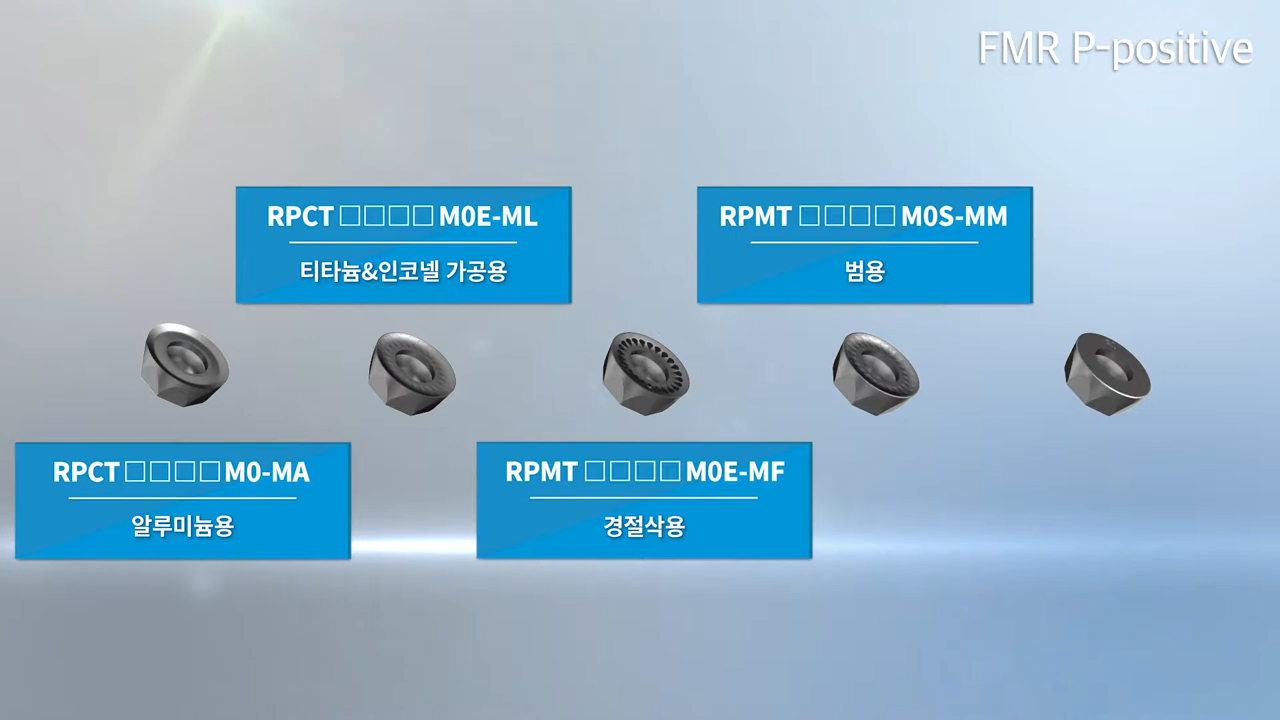 FMR P-positive
RPCT □□□□ M0E-ML
티타늄&인코넬 가공용
RPMT □□□□ M0S-MM
범용
RPCT □□□□ M0-MA
알루미늄용
RPMT □□□□ M0E-MF
경절삭용